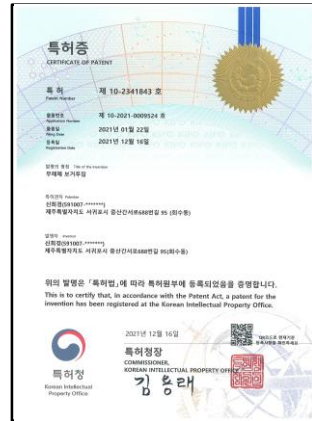 특허증
CERTIFICATE OF PATENT
특 허 제 10-2341843 호
Patent Number
출원번호 제 10-2021-0009524 호
Application Number
출원일 2021년 01월 22일
Filing Date
등록일 2021년 12월 16일
Registration Date
발명의 명칭 Title of the Invention
특허권자 Patentee
신희경(591007-*******)
제주특별자치도 서귀포시 중산간서로688번길 95 (회수동)
발명자 Inventor
신희경(591007-*******)
제주특별자치도 서귀포시 중산간서로688번길 95(회수동)
위의 발명은 「특허법」에 따라 특허원부에 등록되었음을 증명합니다.
This is to certify that, in accordance with the Patent Act, a patent for the
invention has been registered at the Korean Intellectual Property Office.
2021년 12월 16일
특허청장
COMMISSIONER,
KOREAN INTELLECTUAL PROPERTY OFFICE
김용래
특허청
Korean Intellectual
Property Office